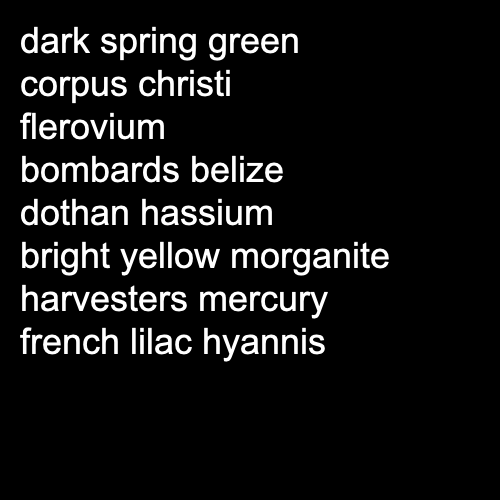 dark spring green
corpus christi
flerovium
bombards belize
dothan hassium
bright yellow morganite
harvesters mercury
french lilac hyannis